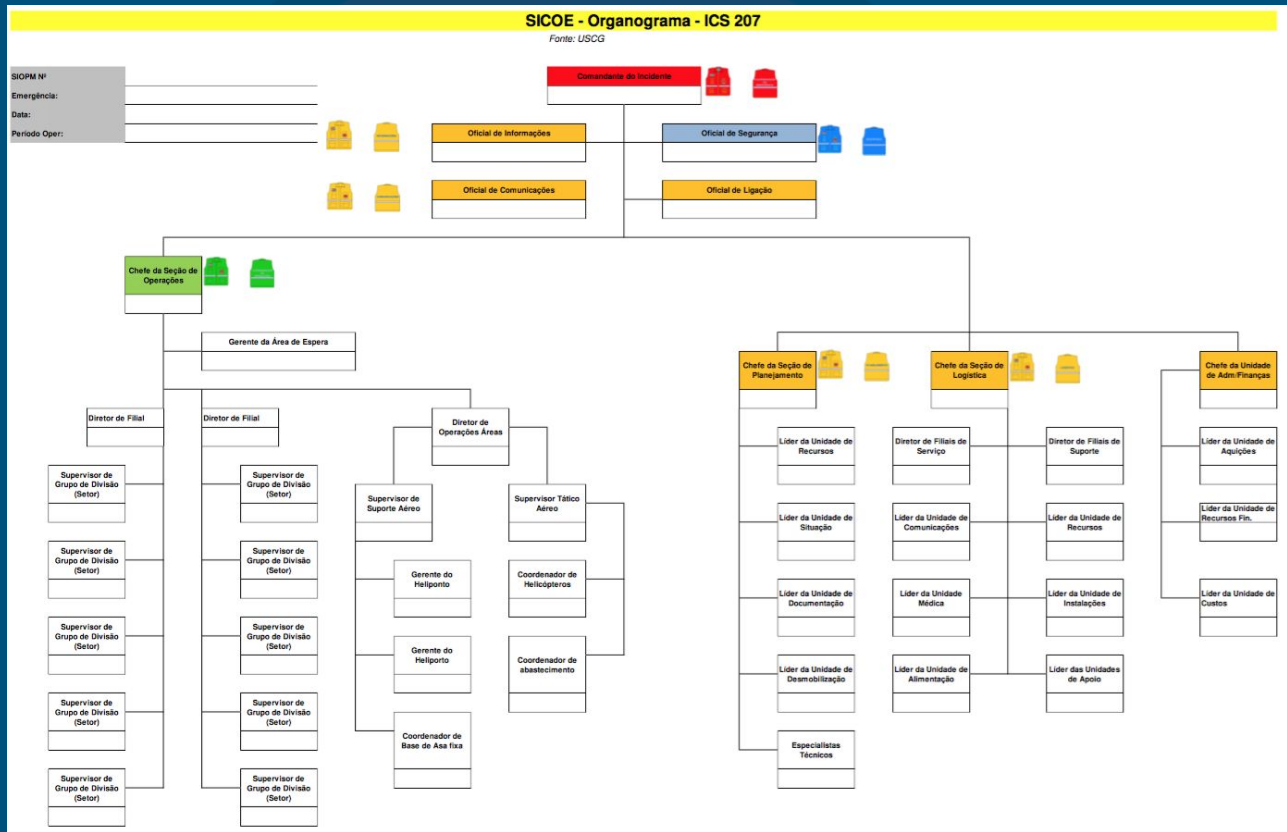 SICOE - Organograma - ICS 207
Fonte: USCG
SIOPM Nº
Emergência:
Data:
Período Oper:
Comandante do Incidente
Oficial de Informações
Oficial de Segurança
Oficial de Comunicações
Oficial de Ligação
Chefe da Seção de
Operações
Gerente da Área de Espera
Chefe da Seção de
Planejamento
Chefe da Seção de
Logística
Chefe da Unidade
de Adm/Finanças
Diretor de Filial
Diretor de Filial
Diretor de
Operações Áreas
Supervisor de
Grupo de Divisão
(Setor)
Supervisor de
Grupo de Divisão
(Setor)
Supervisor de
Grupo de Divisão
(Setor)
Supervisor de
Grupo de Divisão
(Setor)
Supervisor de
Grupo de Divisão
(Setor)
Supervisor de
Grupo de Divisão
(Setor)
Supervisor de
Grupo de Divisão
(Setor)
Supervisor de
Grupo de Divisão
(Setor)
Supervisor de
Grupo de Divisão
(Setor)
Supervisor de
Grupo de Divisão
(Setor)
Supervisor de
Suporte Aéreo
Gerente do
Heliponto
Gerente do
Heliporto
Coordenador de
Base de Asa fixa
Supervisor Tático
Aéreo
Coordenador de
Helicópteros
Coordenador de
abastecimento
Líder da Unidade de
Recursos
Líder da Unidade de
Situação
Líder da Unidade de
Documentação
Líder da Unidade de
Desmobilização
Especialistas
Técnicos
Diretor de Filiais de
Serviço
Líder da Unidade de
Comunicações
Líder da Unidade
Médica
Líder da Unidade de
Alimentação
Diretor de Filiais de
Suporte
Líder da Unidade de
Recursos
Líder da Unidade de
Instalações
Líder das Unidades
de Apoio
Líder da Unidade de
Aquições
Líder da Unidade de
Recursos Fin.
Líder da Unidade de
Custos